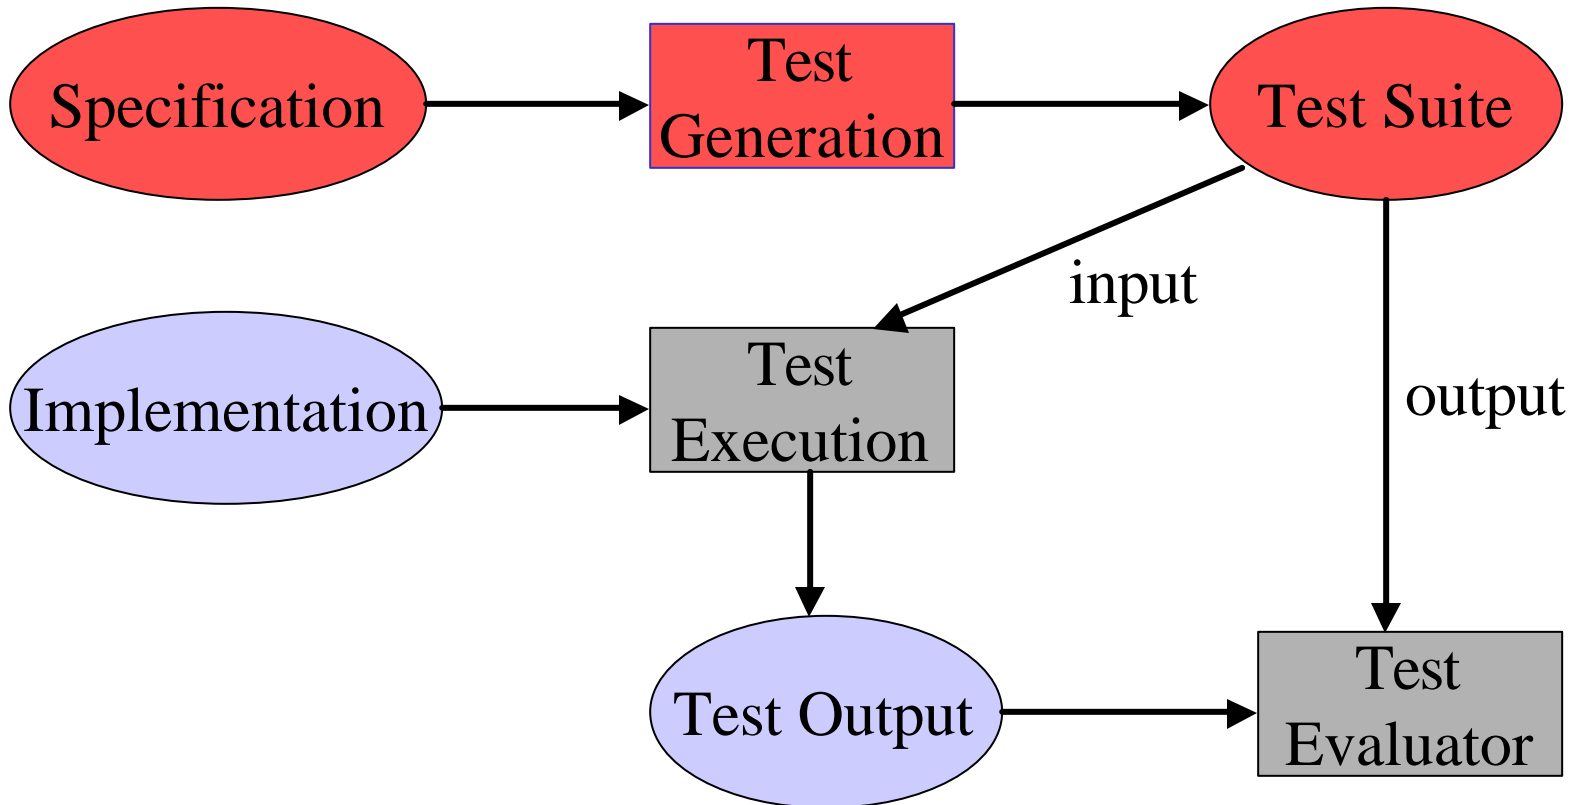 Specification
Test
Generation
Test Suite
input
Implementation
Test
Execution
output
Test Output
Test
Evaluator